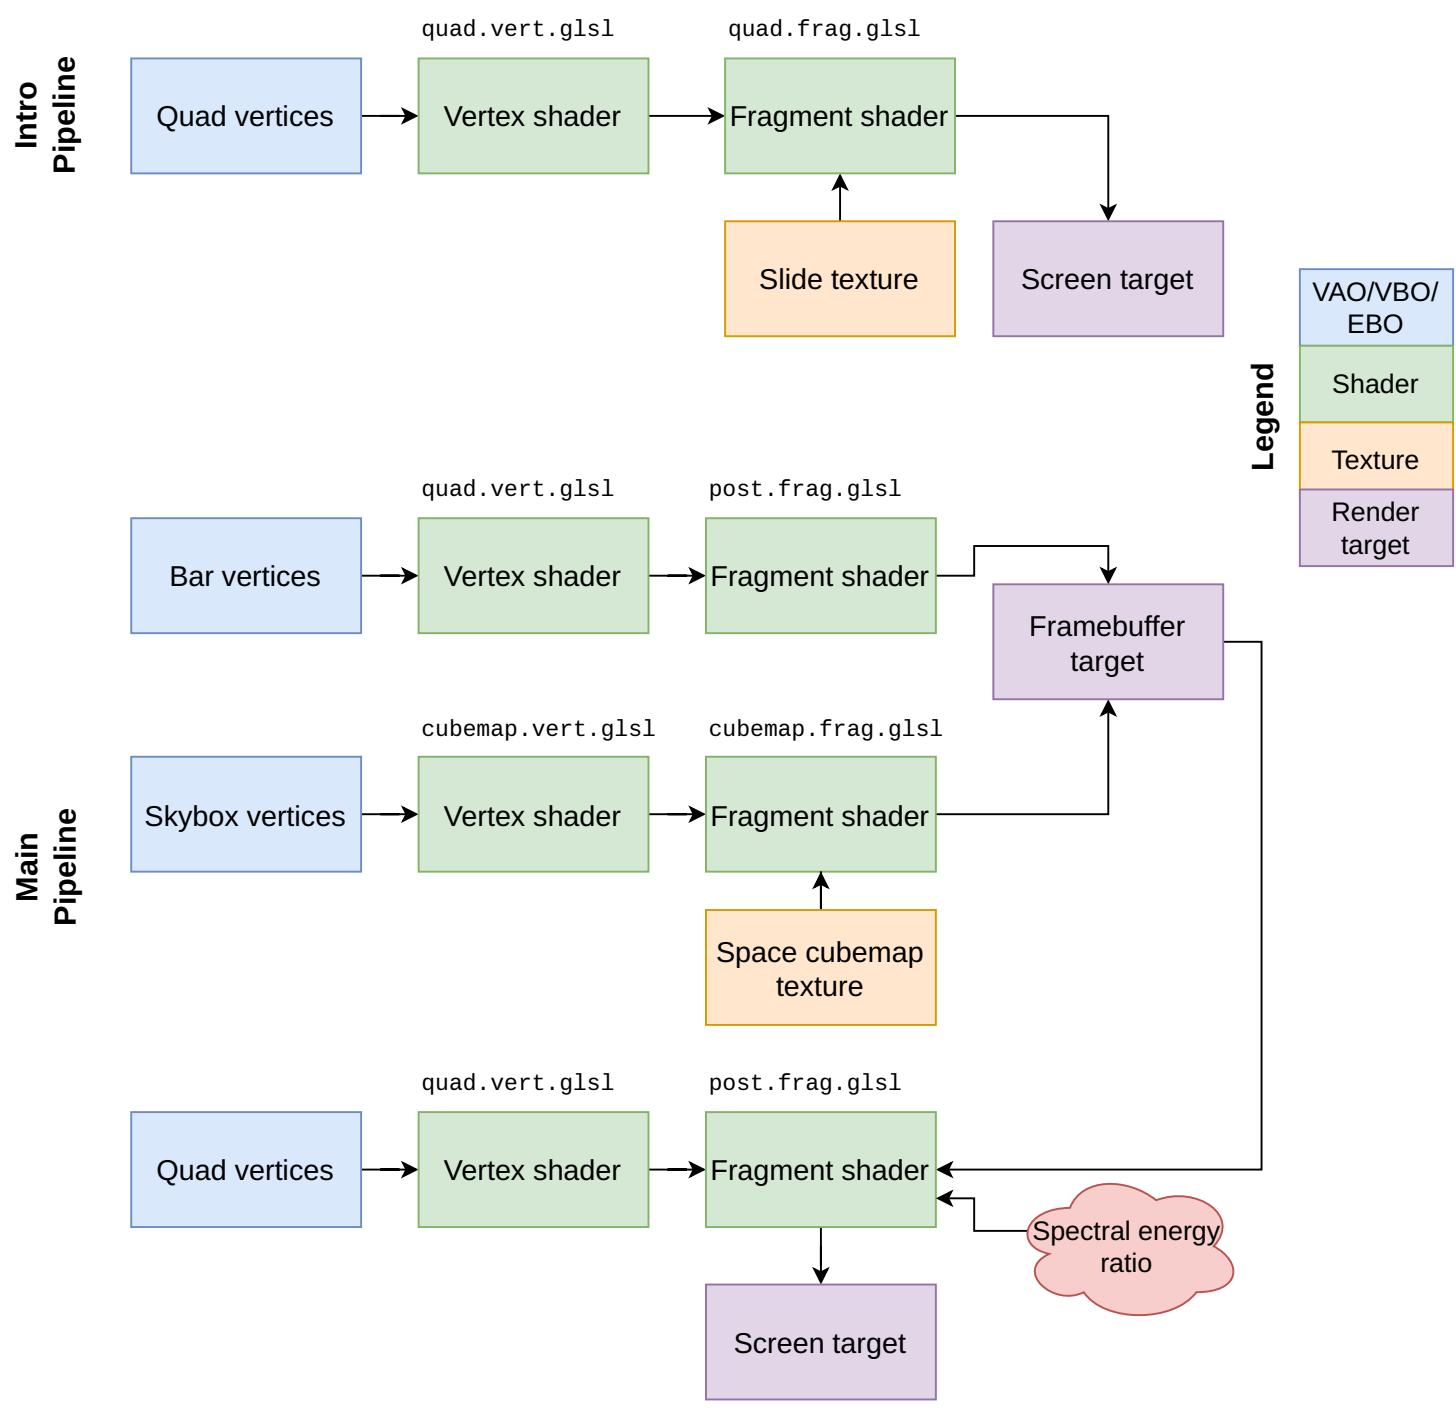 quad.vert.glsl
quad.frag.glsl
Intro
Pipeline
Quad vertices
Vertex shader
Fragment shader
Slide texture
Screen target
Legend
VAO/VBO/
EBO
Shader
Texture
Render
target
Main
Pipeline
quad.vert.glsl
post.frag.glsl
Bar vertices
Vertex shader
Fragment shader
Framebuffer
target
cubemap.vert.glsl
cubemap.frag.glsl
Skybox vertices
Vertex shader
Fragment shader
Space cubemap
texture
quad.vert.glsl
post.frag.glsl
Quad vertices
Vertex shader
Fragment shader
Spectral energy
ratio
Screen target